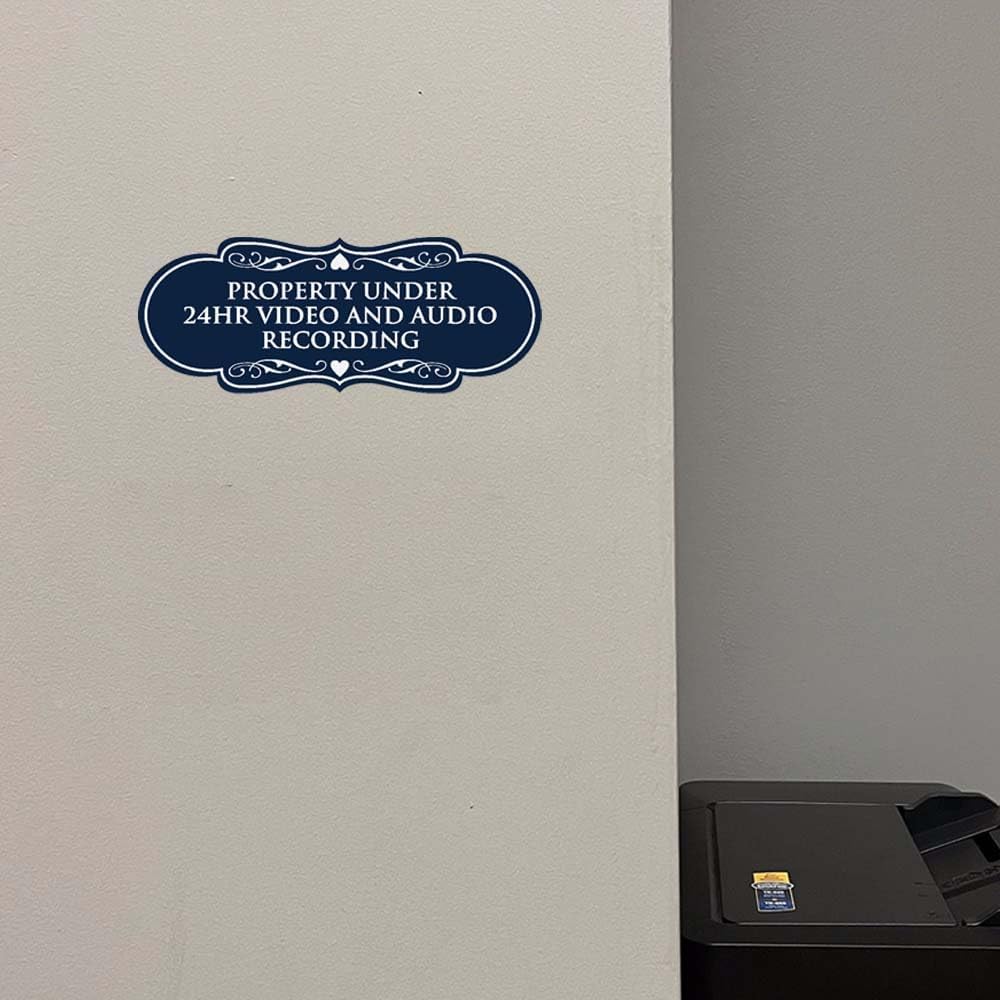 PROPERTY UNDER
24HR VIDEO AND AUDIO
RECORDING